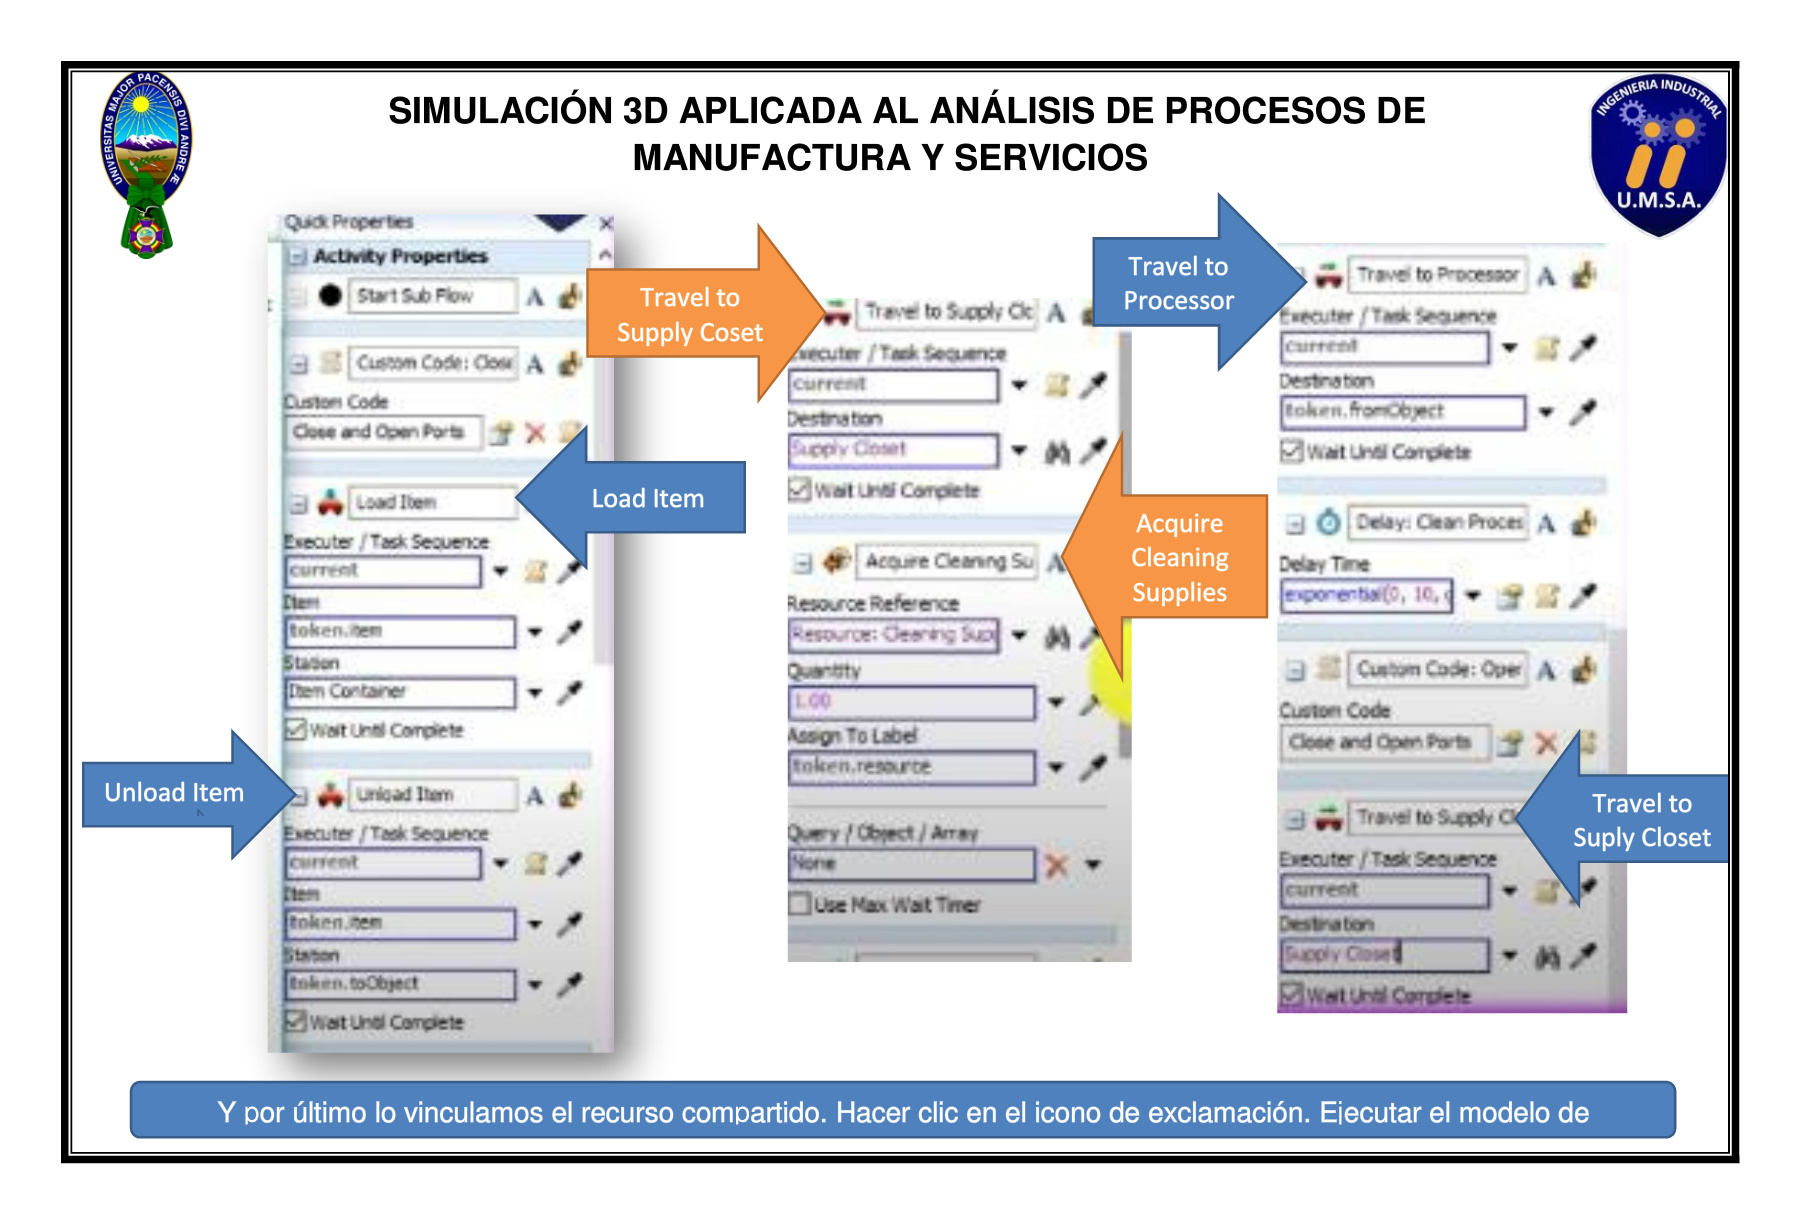 SIMULACIÓN 3D APLICADA AL ANÁLISIS DE PROCESOS DE
MANUFACTURA Y SERVICIOS
UNIVERSITAS MAJOR PACENSIS DIVI ANDRE Æ
INGENIERIA INDUSTRIAL
U.M.S.A.
Quick Properties
Activity Properties
Start Sub Flow
Custom Code: Close
Custom Code
Close and Open Ports
Load Item
Executer / Task Sequence
current
Item
token.item
Station
Item Container
Wait Until Complete
Unload Item
Executer / Task Sequence
current
Item
token.item
Station
token.toObject
Wait Until Complete
Load Item
Unload Item
Travel to
Supply Coset
Travel to Supply Clc
Executer / Task Sequence
current
Destination
Supply Closet
Wait Until Complete
Acquire Cleaning Su
Resource Reference
Resource: Cleaning Supp
Quantity
1.00
Assign To Label
token.resource
Query / Object / Array
None
Use Max Wait Timer
Acquire
Cleaning
Supplies
Travel to
Processor
Travel to Processor
Executer / Task Sequence
current
Destination
token.fromObject
Wait Until Complete
Delay: Clean Proces
Delay Time
exponential(0, 10,
Custom Code: Oper
Custom Code
Close and Open Ports
Travel to Supply Cl
Executer / Task Sequence
current
Destination
Supply Closet
Wait Until Complete
Travel to
Suply Closet
Y por último lo vinculamos el recurso compartido. Hacer clic en el icono de exclamación. Ejecutar el modelo de